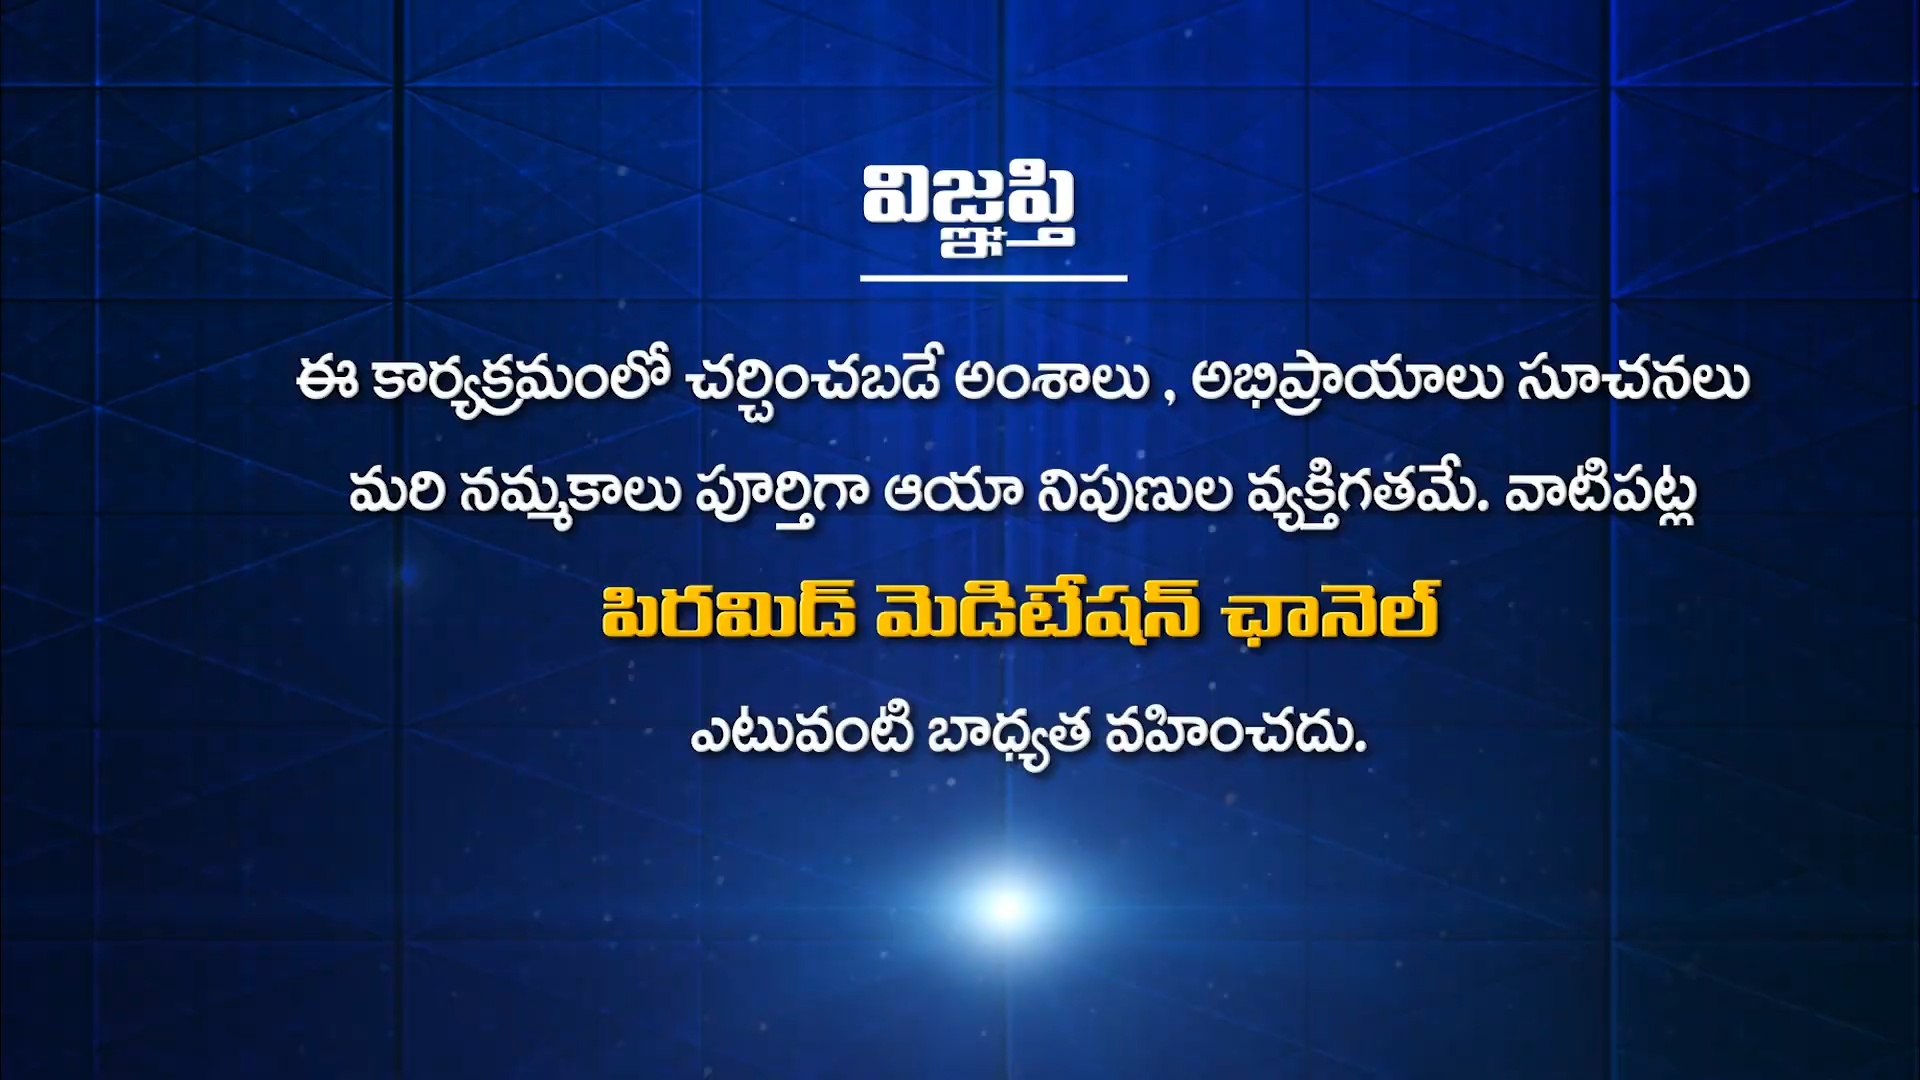 విజ్ఞప్తి
ఈ కార్యక్రమంలో చర్చించబడే అంశాలు , అభిప్రాయాలు సూచనలు
మరి నమ్మకాలు పూర్తిగా ఆయా నిపుణుల వ్యక్తిగతమే. వాటిపట్ల
పిరమిడ్ మెడిటేషన్ ఛానెల్
ఎటువంటి బాధ్యత వహించదు.